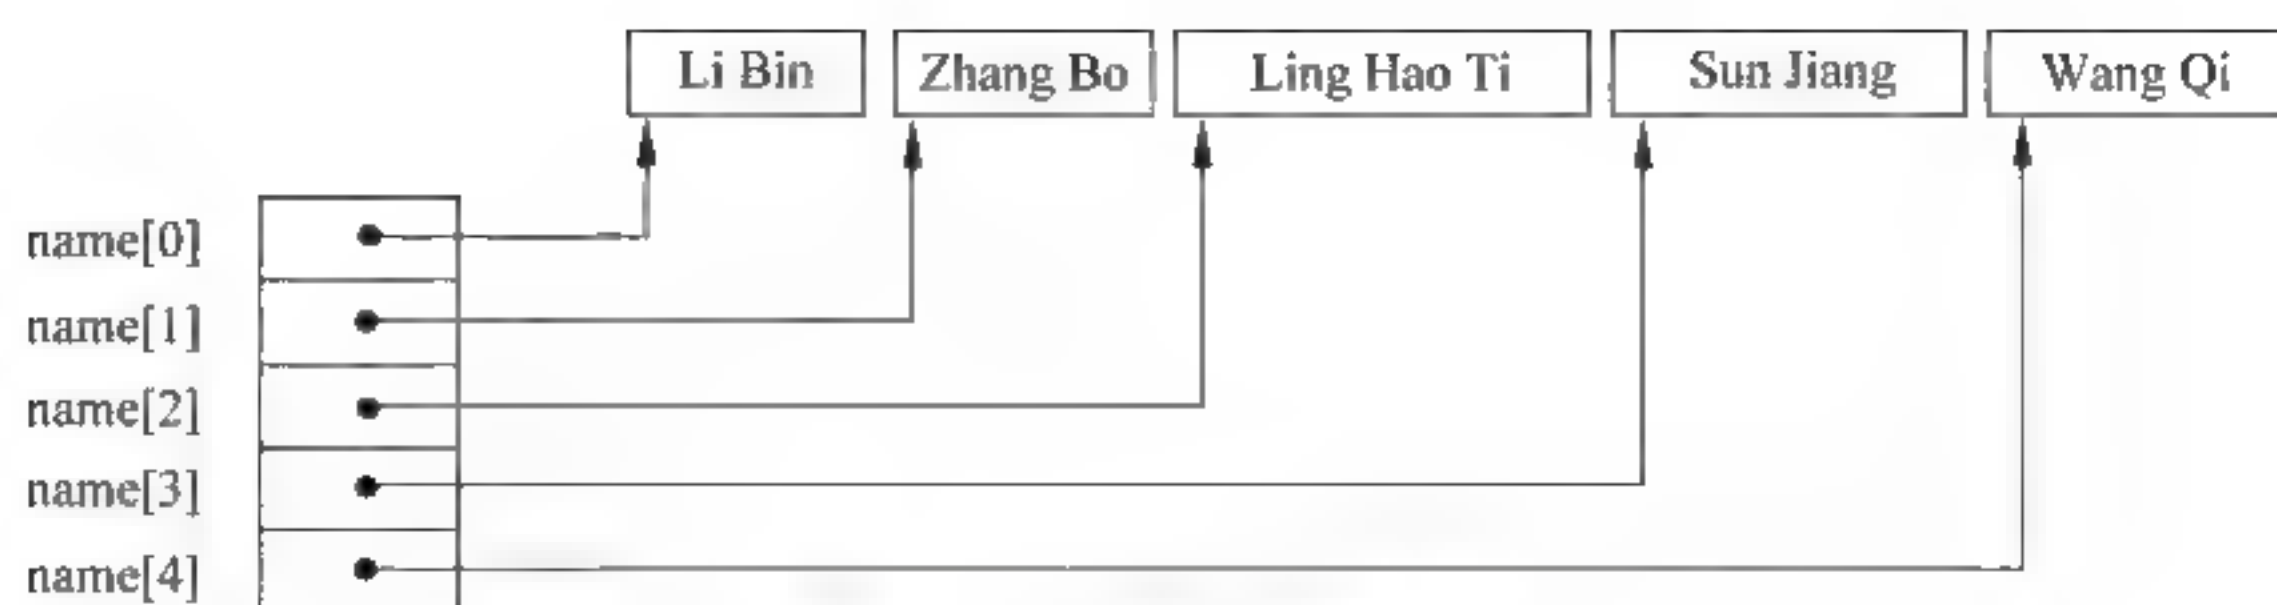 Li Bin Zhang Bo Ling Hao Ti Sun Jiang Wang Qi
name[0]
name[1]
name[2]
name[3]
name[4]